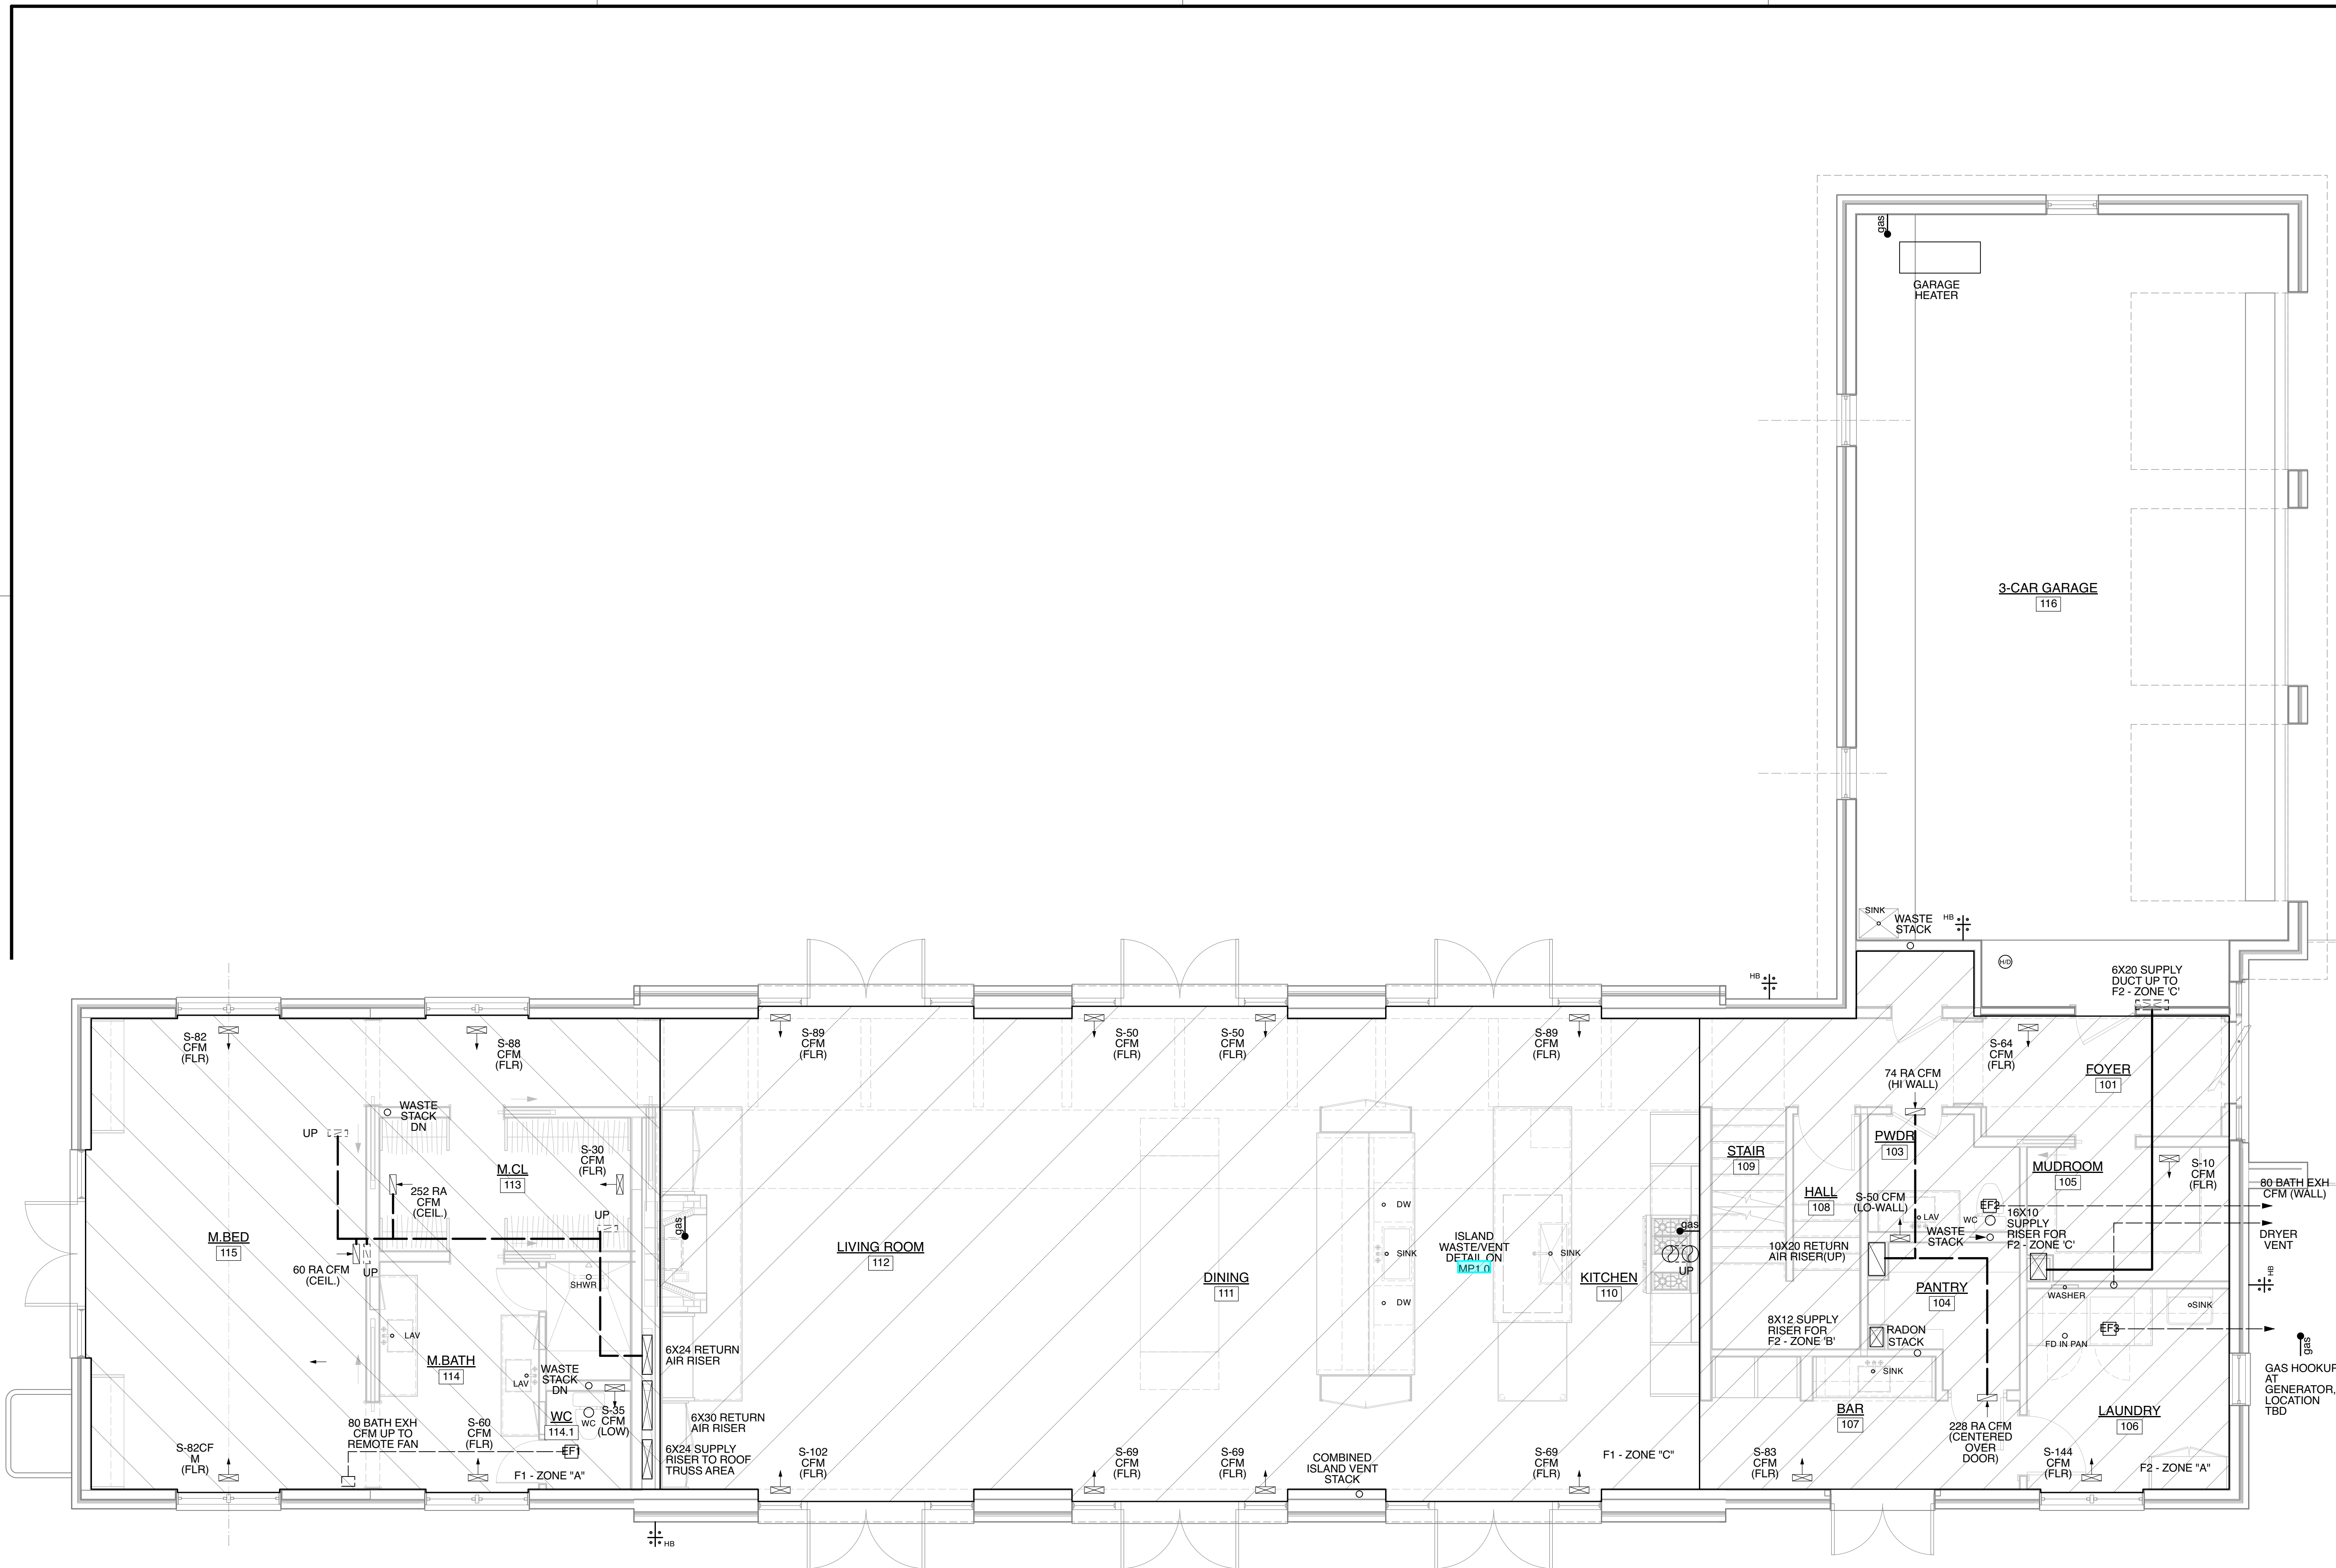 gas
GARAGE
HEATER
3-CAR GARAGE
116
SINK
WASTE
STACK
HB
H/D
HB
6X20 SUPPLY
DUCT UP TO
F2 - ZONE 'C'
S-82
CFM
(FLR)
S-88
CFM
(FLR)
S-89
CFM
(FLR)
S-50
CFM
(FLR)
S-50
CFM
(FLR)
S-89
CFM
(FLR)
S-64
CFM
(FLR)
FOYER
101
74 RA CFM
(HI WALL)
WASTE
STACK
DN
UP
M.CL
113
S-30
CFM
(FLR)
252 RA
CFM
(CEIL.)
UP
M.BED
115
60 RA CFM
(CEIL.)
UP
SHWR
gas
LIVING ROOM
112
DINING
111
DW
SINK
DW
ISLAND
WASTE/VENT
DETAIL ON
MP1.0
SINK
KITCHEN
110
gas
UP
STAIR
109
HALL
108
PWDR
103
S-50 CFM
(LO-WALL)
LAV
WC
EF2
WASTE
STACK
MUDROOM
105
S-10
CFM
(FLR)
80 BATH EXH
CFM (WALL)
16X10
SUPPLY
RISER FOR
F2 - ZONE 'C'
DRYER
VENT
HB
10X20 RETURN
AIR RISER(UP)
PANTRY
104
WASHER
SINK
FD IN PAN
EF3
8X12 SUPPLY
RISER FOR
F2 - ZONE 'B'
RADON
STACK
SINK
gas
GAS HOOKUP
AT
GENERATOR,
LOCATION
TBD
LAV
M.BATH
114
LAV
WASTE
STACK
DN
WC
114.1
WC
S-35
CFM
(LOW)
6X24 RETURN
AIR RISER
6X30 RETURN
AIR RISER
6X24 SUPPLY
RISER TO ROOF
TRUSS AREA
80 BATH EXH
CFM UP TO
REMOTE FAN
S-60
CFM
(FLR)
EF1
F1 - ZONE "A"
S-82CF
M
(FLR)
S-102
CFM
(FLR)
S-69
CFM
(FLR)
S-69
CFM
(FLR)
COMBINED
ISLAND VENT
STACK
S-69
CFM
(FLR)
F1 - ZONE "C"
BAR
107
S-83
CFM
(FLR)
228 RA CFM
(CENTERED
OVER
DOOR)
S-144
CFM
(FLR)
LAUNDRY
106
F2 - ZONE "A"
HB